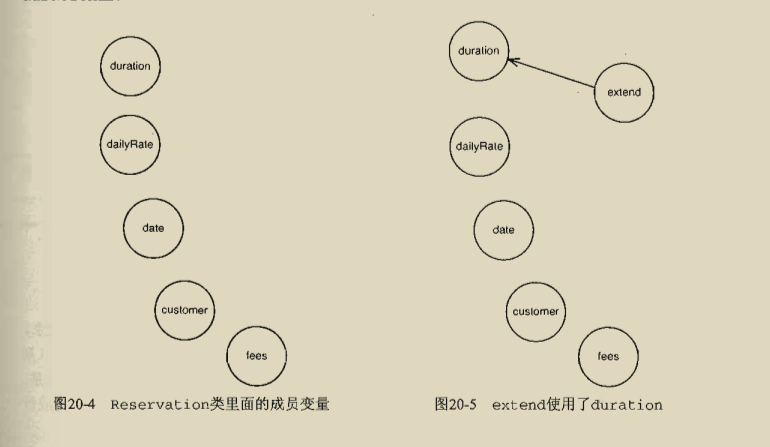 duration
dailyRate
date
customer
fees
图20-4 Reservation类里面的成员变量
duration
extend
dailyRate
date
customer
fees
图20-5 extend使用了duration